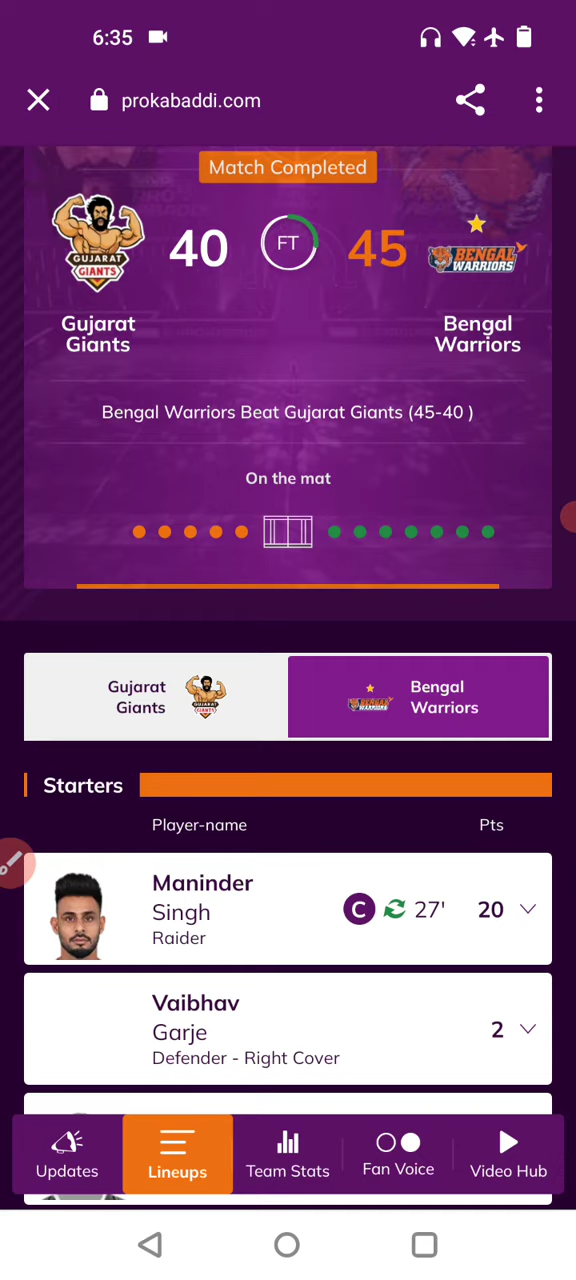 6:35
prokabaddi.com
Match Completed
GUJARAT
GIANTS
40
FT
45
BENGAL
WARRIORS
Gujarat
Giants
Bengal
Warriors
Bengal Warriors Beat Gujarat Giants (45-40 )
On the mat
Gujarat
Giants
Bengal
Warriors
Starters
Player-name Pts
Maninder
Singh C 27' 20
Raider
Vaibhav
Garje 2
Defender - Right Cover
Updates Lineups Team Stats Fan Voice Video Hub